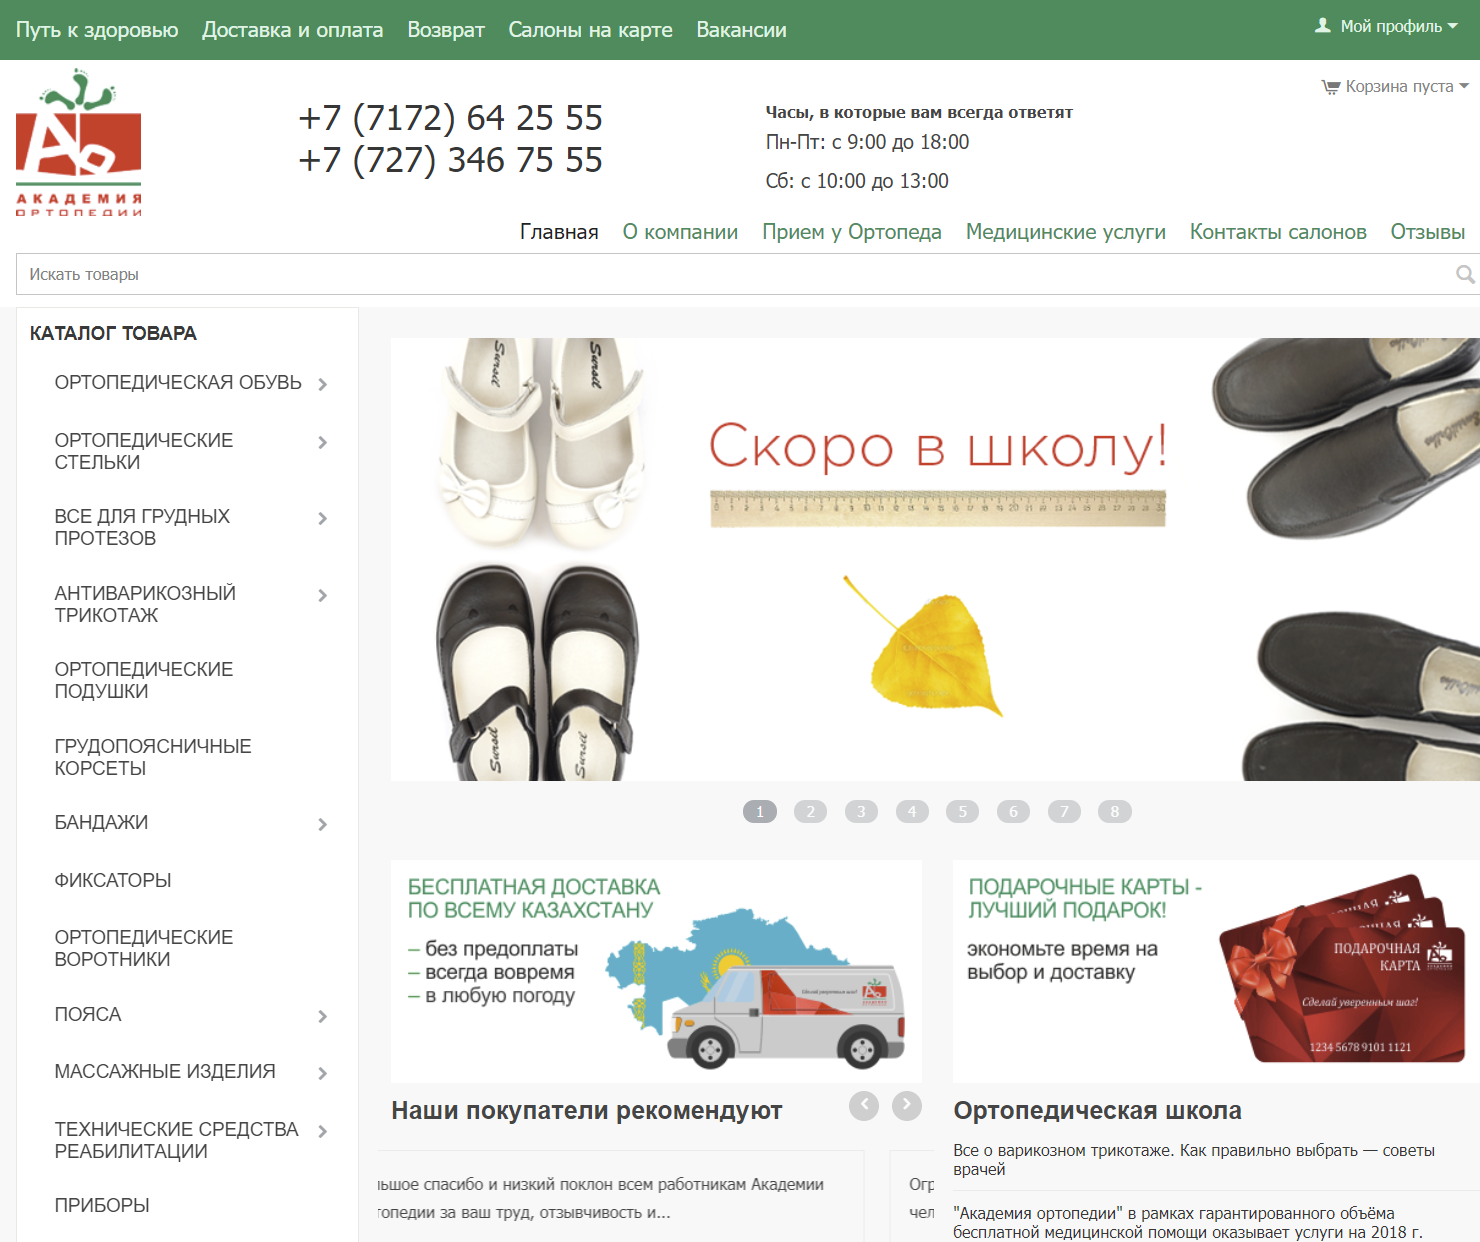 Путь к здоровью Доставка и оплата Возврат Салоны на карте Вакансии
Мой профиль
Корзина пуста
АКАДЕМИЯ
ОРТОПЕДИИ
+7 (7172) 64 25 55
+7 (727) 346 75 55
Часы, в которые вам всегда ответят
Пн-Пт: с 9:00 до 18:00
Сб: с 10:00 до 13:00
Главная О компании Прием у Ортопеда Медицинские услуги Контакты салонов Отзывы
Искать товары
КАТАЛОГ ТОВАРА
ОРТОПЕДИЧЕСКАЯ ОБУВЬ
ОРТОПЕДИЧЕСКИЕ
СТЕЛЬКИ
ВСЕ ДЛЯ ГРУДНЫХ
ПРОТЕЗОВ
АНТИВАРИКОЗНЫЙ
ТРИКОТАЖ
ОРТОПЕДИЧЕСКИЕ
ПОДУШКИ
ГРУДОПОЯСНИЧНЫЕ
КОРСЕТЫ
БАНДАЖИ
ФИКСАТОРЫ
ОРТОПЕДИЧЕСКИЕ
ВОРОТНИКИ
ПОЯСА
МАССАЖНЫЕ ИЗДЕЛИЯ
ТЕХНИЧЕСКИЕ СРЕДСТВА
РЕАБИЛИТАЦИИ
ПРИБОРЫ
Скоро в школу!
1 2 3 4 5 6 7 8
БЕСПЛАТНАЯ ДОСТАВКА
ПО ВСЕМУ КАЗАХСТАНУ
– без предоплаты
– всегда вовремя
– в любую погоду
Сделай уверенным шаг!
ПОДАРОЧНЫЕ КАРТЫ -
ЛУЧШИЙ ПОДАРОК!
экономьте время на
выбор и доставку
ПОДАРОЧНАЯ
КАРТА
Сделай уверенным шаг!
1234 5678 9101 1121
Наши покупатели рекомендуют
льшое спасибо и низкий поклон всем работникам Академии
топедии за ваш труд, отзывчивость и...
Огр
чел
Ортопедическая школа
Все о варикозном трикотаже. Как правильно выбрать — советы
врачей
"Академия ортопедии" в рамках гарантированного объёма
бесплатной медицинской помощи оказывает услуги на 2018 г.